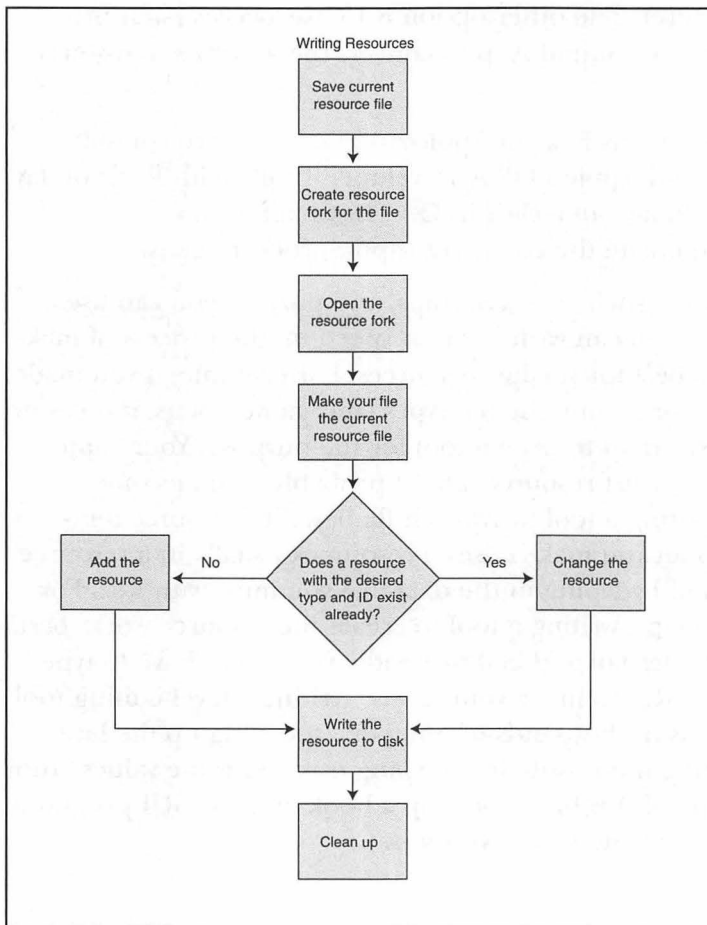 Writing Resources
Save current
resource file
Create resource
fork for the file
Open the
resource fork
Make your file
the current
resource file
Does a resource
with the desired
type and ID exist
already?
No
Yes
Add the
resource
Change the
resource
Write the
resource to disk
Clean up